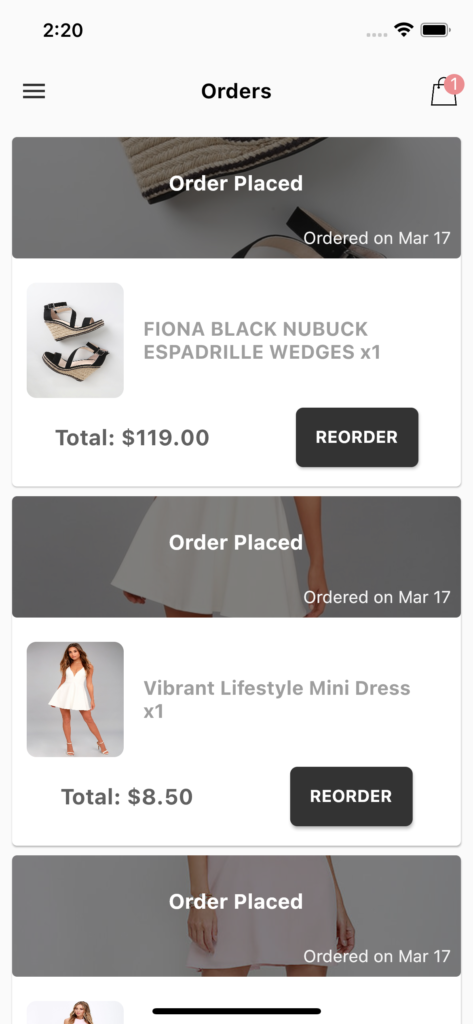 2:20
Orders
1
Order Placed
Ordered on Mar 17
FIONA BLACK NUBUCK
ESPADRILLE WEDGES x1
Total: $119.00
REORDER
Order Placed
Ordered on Mar 17
Vibrant Lifestyle Mini Dress
x1
Total: $8.50
REORDER
Order Placed
Ordered on Mar 17